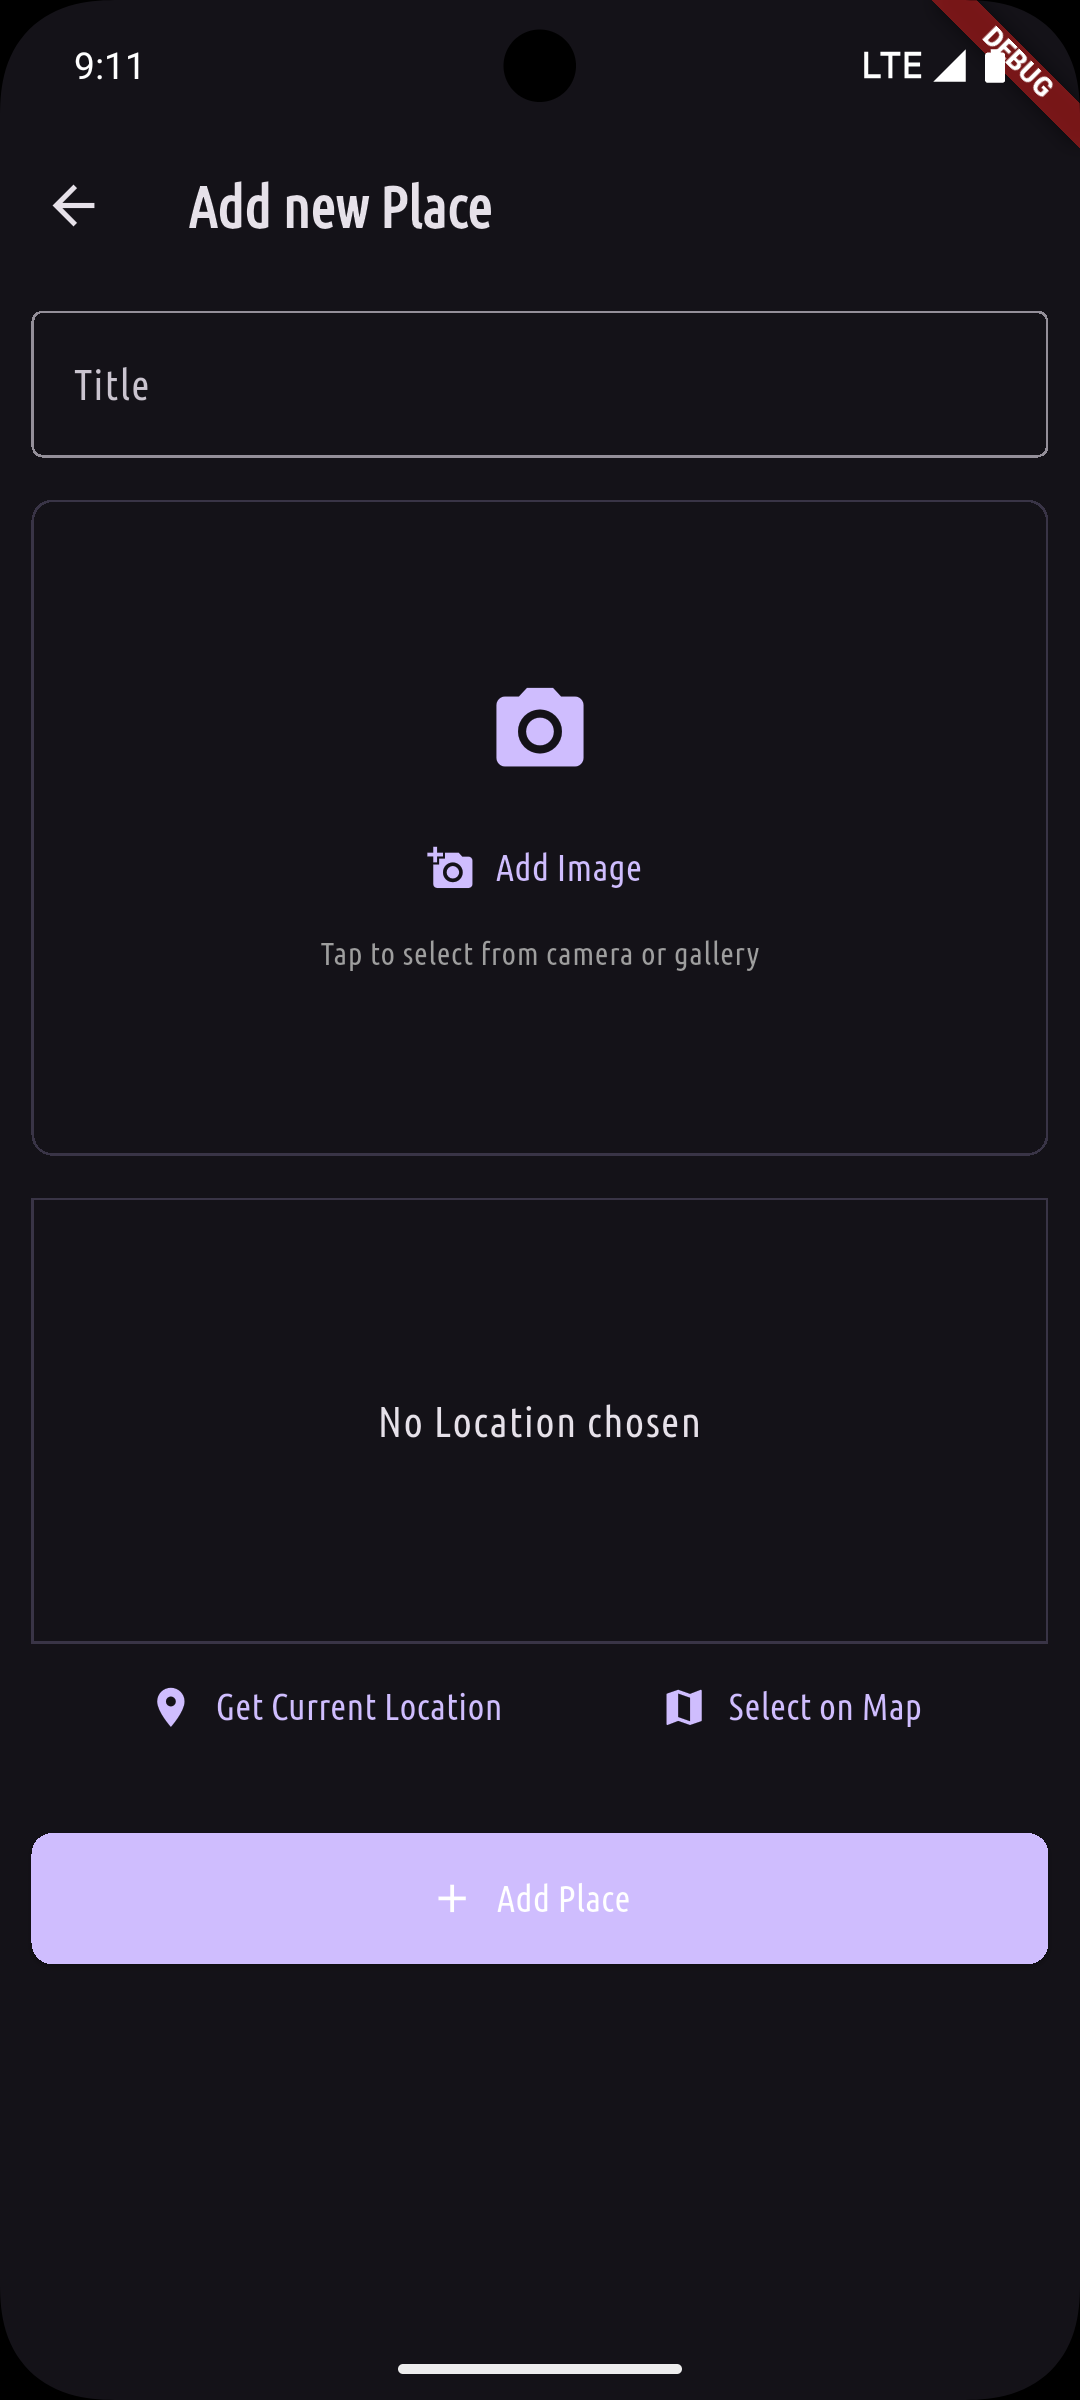 9:11
LTE
DEBUG
Add new Place
Title
Add Image
Tap to select from camera or gallery
No Location chosen
Get Current Location
Select on Map
Add Place